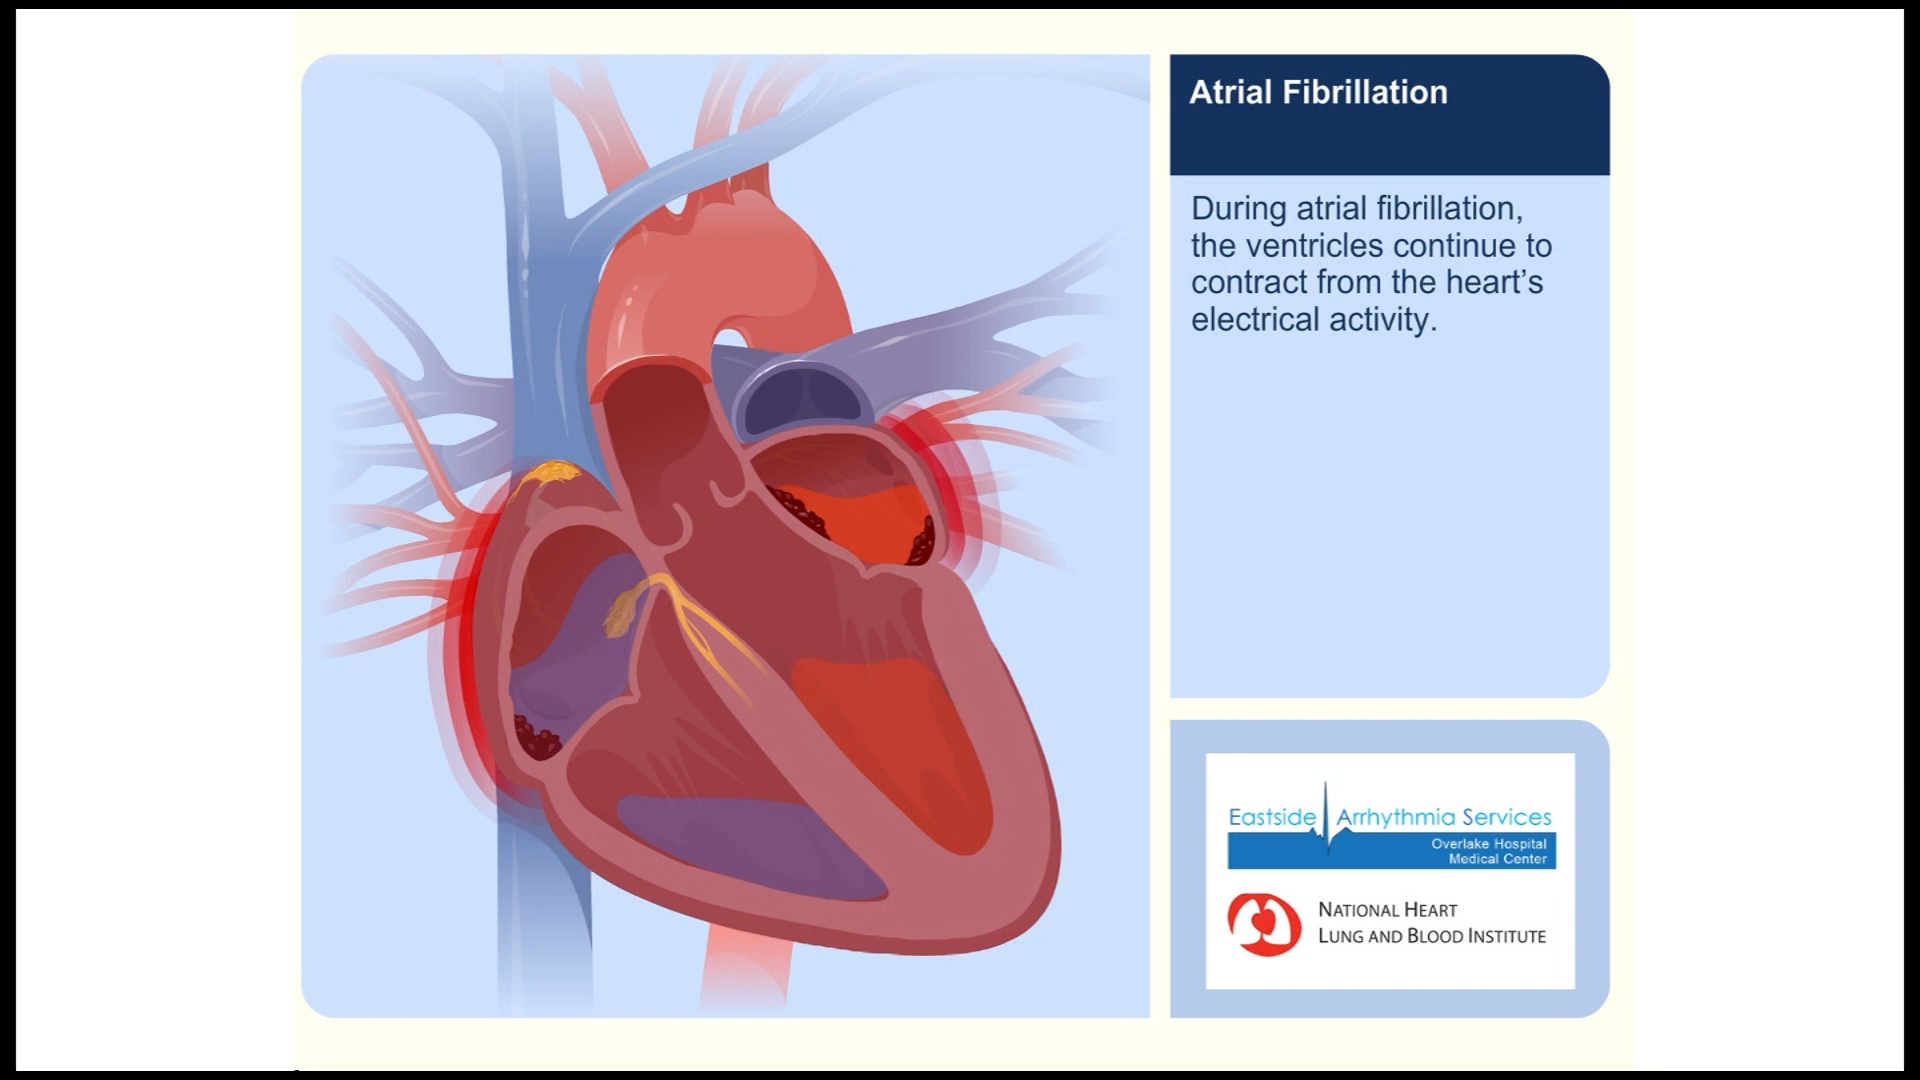 Atrial Fibrillation
During atrial fibrillation,
the ventricles continue to
contract from the heart’s
electrical activity.
Eastside Arrhythmia Services
Overlake Hospital
Medical Center
National Heart
Lung and Blood Institute